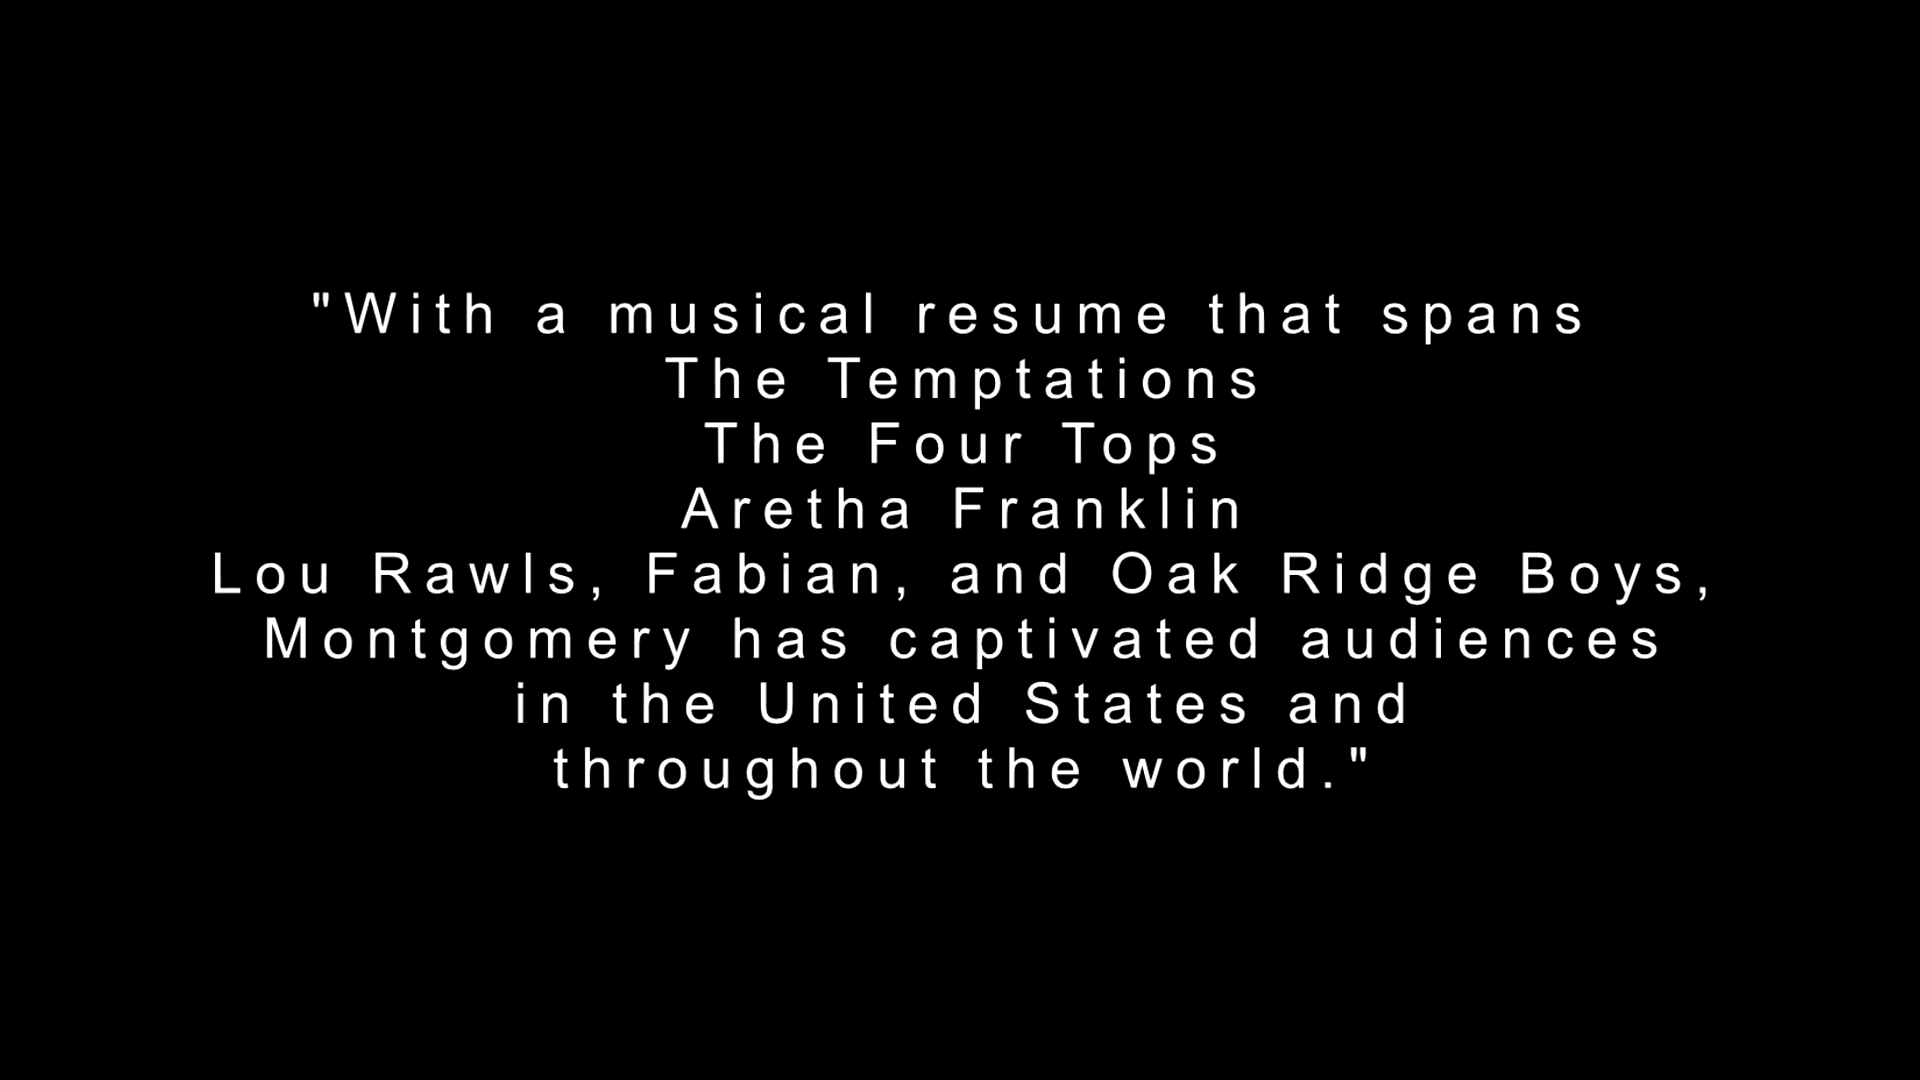 "With a musical resume that spans
The Temptations
The Four Tops
Aretha Franklin
Lou Rawls, Fabian, and Oak Ridge Boys,
Montgomery has captivated audiences
in the United States and
throughout the world."